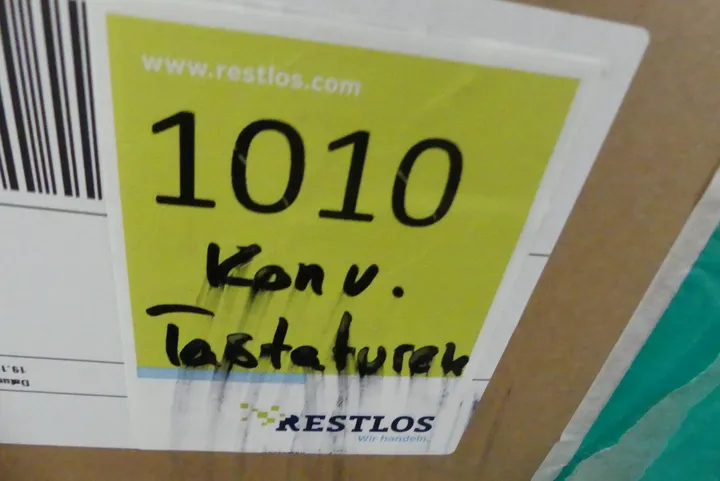 www.restlos.com
1010
Konv.
Tastaturen
RESTLOS
Wir handeln.